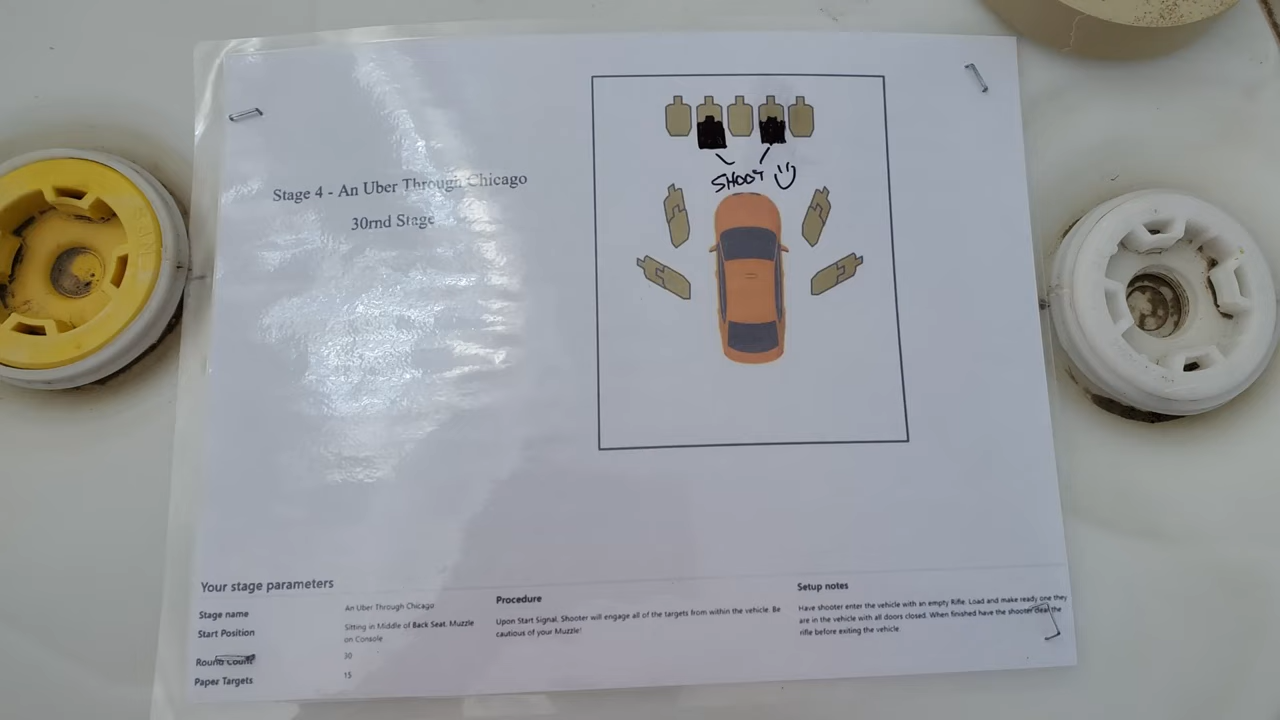 Stage 4 - An Uber Through Chicago
30rnd Stage
SHOOT
Your stage parameters
Stage name An Uber Through Chicago
Start Position Sitting in Middle of Back Seat. Muzzle
on Console
Round Count 30
Paper Targets 15
Procedure
Upon Start Signal, Shooter will engage all of the targets from within the vehicle. Be
cautious of your Muzzle!
Setup notes
Have shooter enter the vehicle with an empty Rifle. Load and make ready one they
are in the vehicle with all doors closed. When finished have the shooter clear the
rifle before exiting the vehicle.